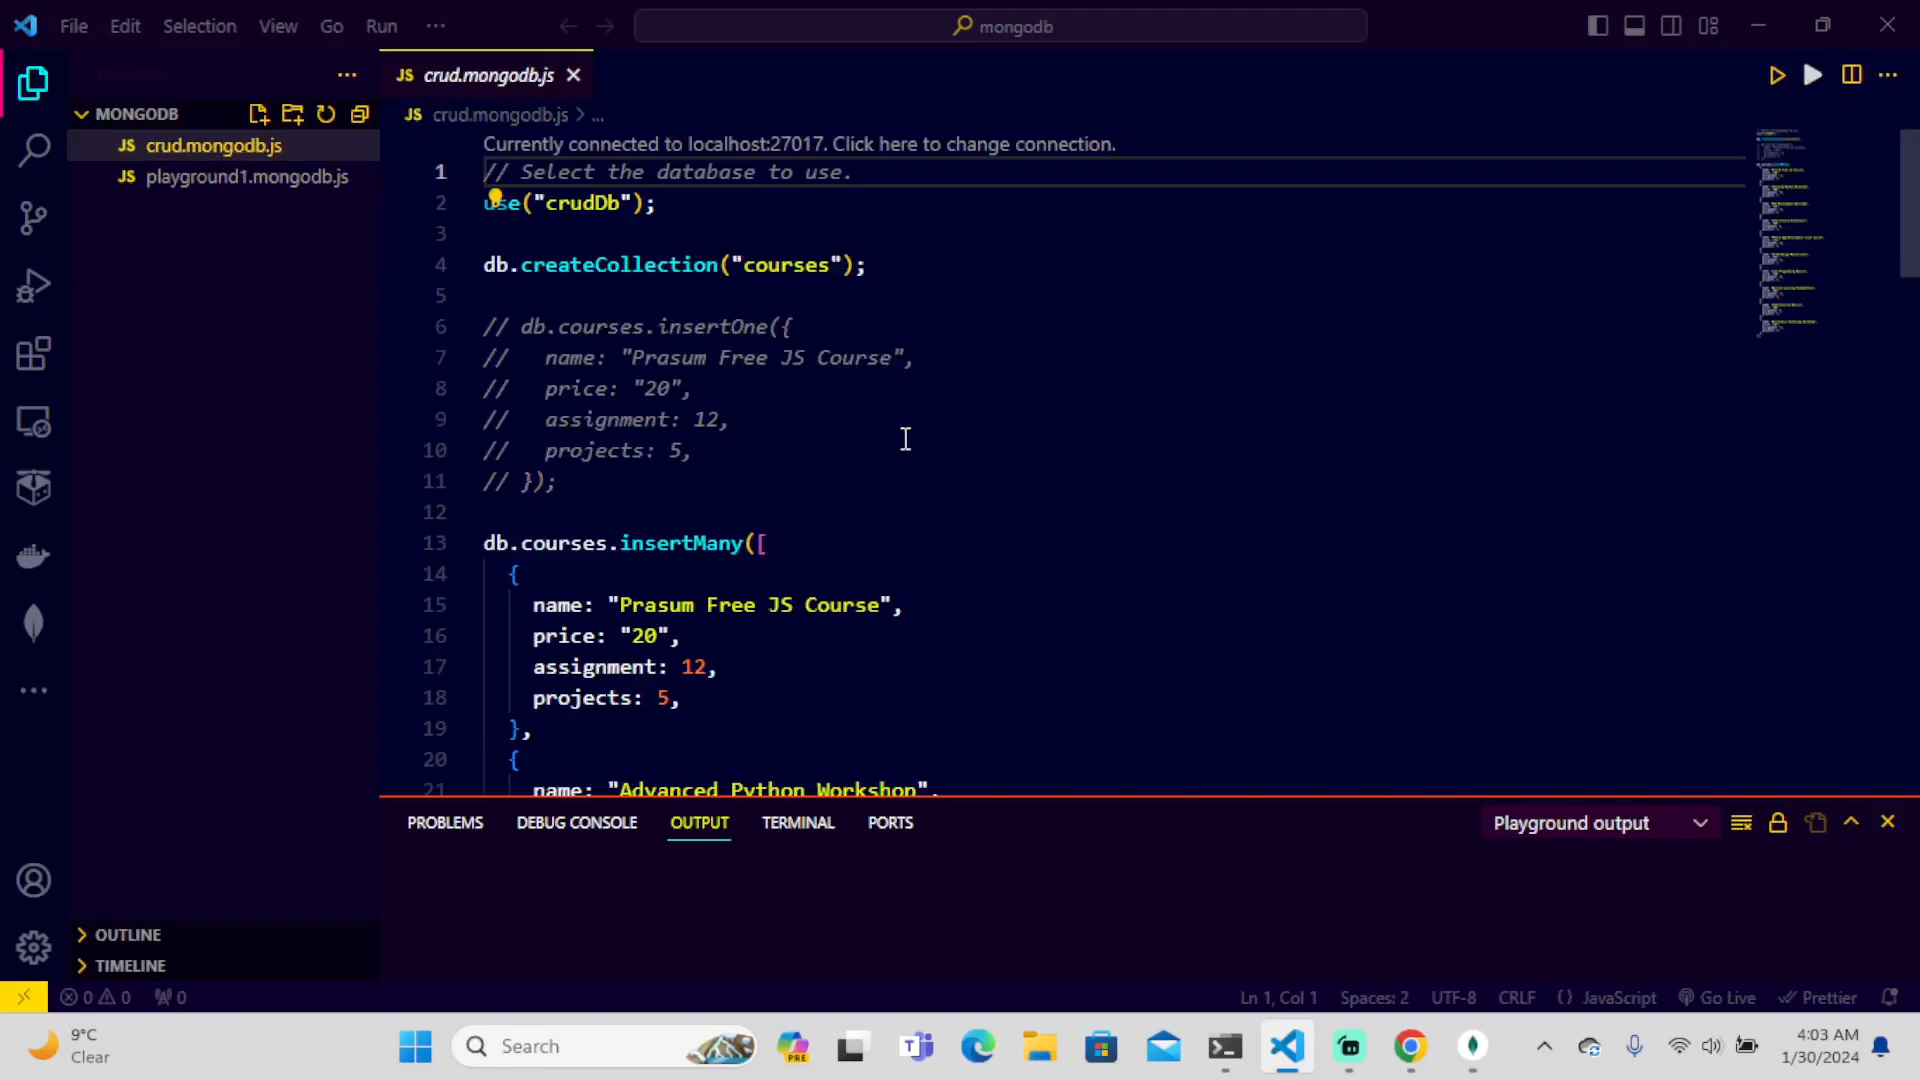 File Edit Selection View Go Run ···
mongodb
EXPLORER ···
MONGODB
JS crud.mongodb.js
JS playground1.mongodb.js
JS crud.mongodb.js
JS crud.mongodb.js > ...
Currently connected to localhost:27017. Click here to change connection.
1 // Select the database to use.
2 use("crudDb");
3
4 db.createCollection("courses");
5
6 // db.courses.insertOne({
7 //   name: "Prasum Free JS Course",
8 //   price: "20",
9 //   assignment: 12,
10 //   projects: 5,
11 // });
12
13 db.courses.insertMany([
14   {
15     name: "Prasum Free JS Course",
16     price: "20",
17     assignment: 12,
18     projects: 5,
19   },
20   {
21     name: "Advanced Python Workshop",
PROBLEMS DEBUG CONSOLE OUTPUT TERMINAL PORTS
Playground output
OUTLINE
TIMELINE
0 0 0
Ln 1, Col 1 Spaces: 2 UTF-8 CRLF {} JavaScript Go Live Prettier
9°C
Clear
Search
PRE
4:03 AM
1/30/2024